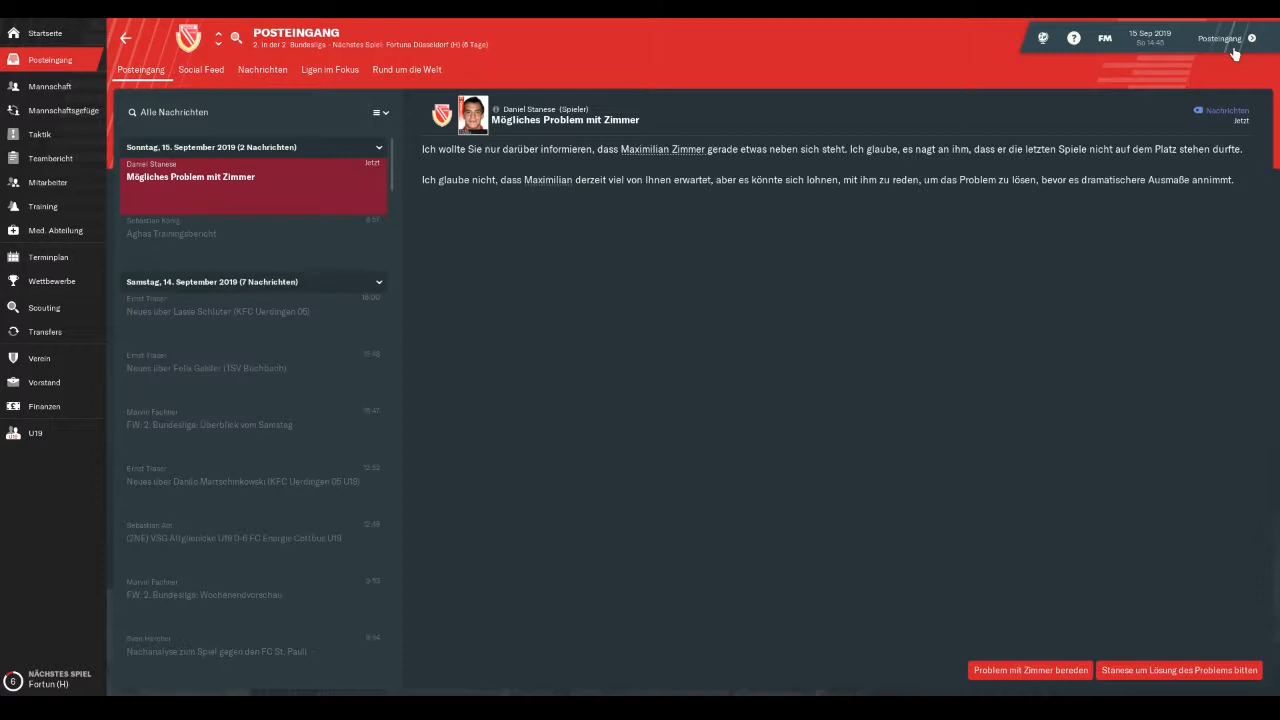 Startseite
Posteingang
Mannschaft
Mannschaftsgefüge
Taktik
Teambericht
Mitarbeiter
Training
Med. Abteilung
Terminplan
Wettbewerbe
Scouting
Transfers
Verein
Vorstand
Finanzen
U19
U19
6
NÄCHSTES SPIEL
Fortun (H)
POSTEINGANG
2. in der 2. Bundesliga - Nächstes Spiel: Fortuna Düsseldorf (H) (6 Tage)
? FM
15 Sep 2019
So 14:45
Posteingang
Posteingang Social Feed Nachrichten Ligen im Fokus Rund um die Welt
Alle Nachrichten
Sonntag, 15. September 2019 (2 Nachrichten)
Daniel Stanese Jetzt
Mögliches Problem mit Zimmer
Sebastian König
Aghas Trainingsbericht
Samstag, 14. September 2019 (7 Nachrichten)
Ernst Traser
Neues über Lasse Schlüter (KFC Uerdingen 05)
Ernst Traser
Neues über Felix Geisler (TSV Buchbach)
Marvin Fachner
FW: 2. Bundesliga: Überblick vom Samstag
Ernst Traser
Neues über Danilo Martschinkowski (KFC Uerdingen 05 U19)
Sebastian Abt 12:49
(2NE) VSG Altglienicke U19 0-6 FC Energie Cottbus U19
Marvin Fachner
FW: 2. Bundesliga: Wochenendvorschau
Sven Hercher
Nachanalyse zum Spiel gegen den FC St. Pauli
Daniel Stanese (Spieler)
Mögliches Problem mit Zimmer
Nachrichten
Jetzt
Ich wollte Sie nur darüber informieren, dass Maximilian Zimmer gerade etwas neben sich steht. Ich glaube, es nagt an ihm, dass er die letzten Spiele nicht auf dem Platz stehen durfte.
Ich glaube nicht, dass Maximilian derzeit viel von Ihnen erwartet, aber es könnte sich lohnen, mit ihm zu reden, um das Problem zu lösen, bevor es dramatischere Ausmaße annimmt.
Problem mit Zimmer bereden
Stanese um Lösung des Problems bitten